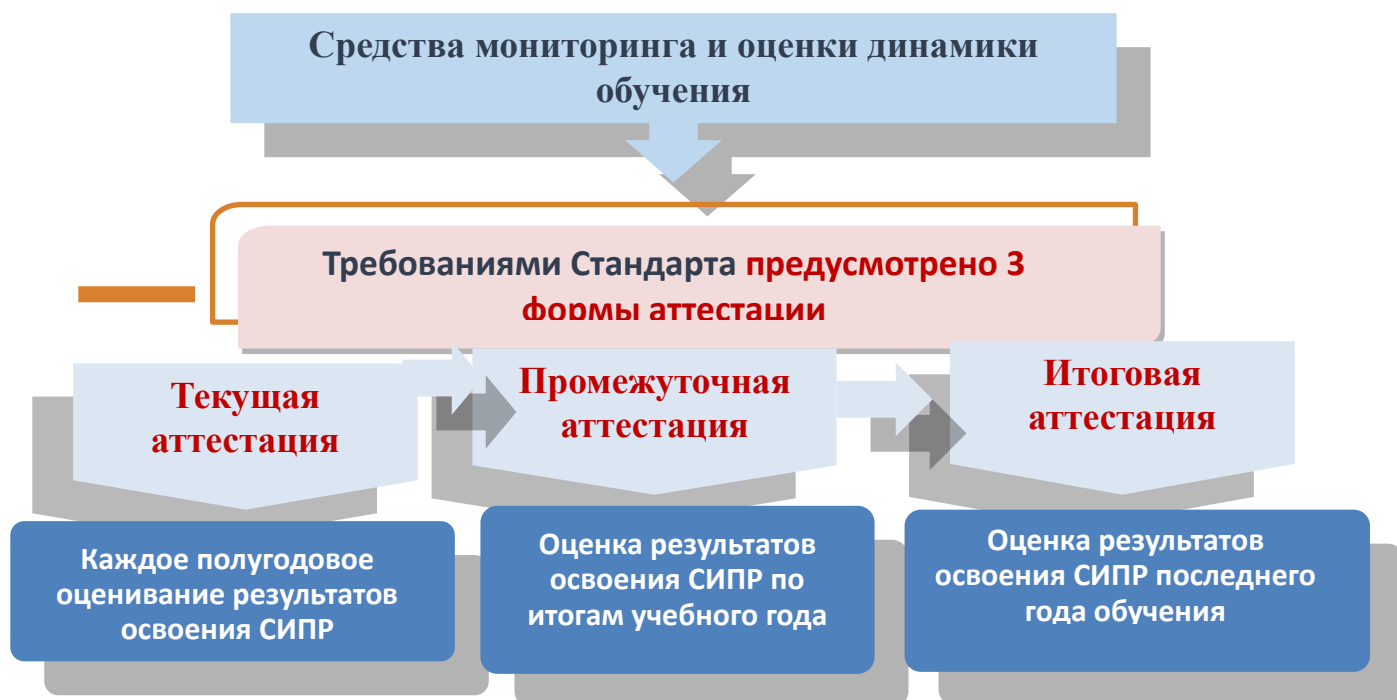 Средства мониторинга и оценки динамики
обучения
Требованиями Стандарта предусмотрено 3
формы аттестации
Текущая
аттестация
Промежуточная
аттестация
Итоговая
аттестация
Каждое полугодовое
оценивание результатов
освоения СИПР
Оценка результатов
освоения СИПР по
итогам учебного года
Оценка результатов
освоения СИПР последнего
года обучения